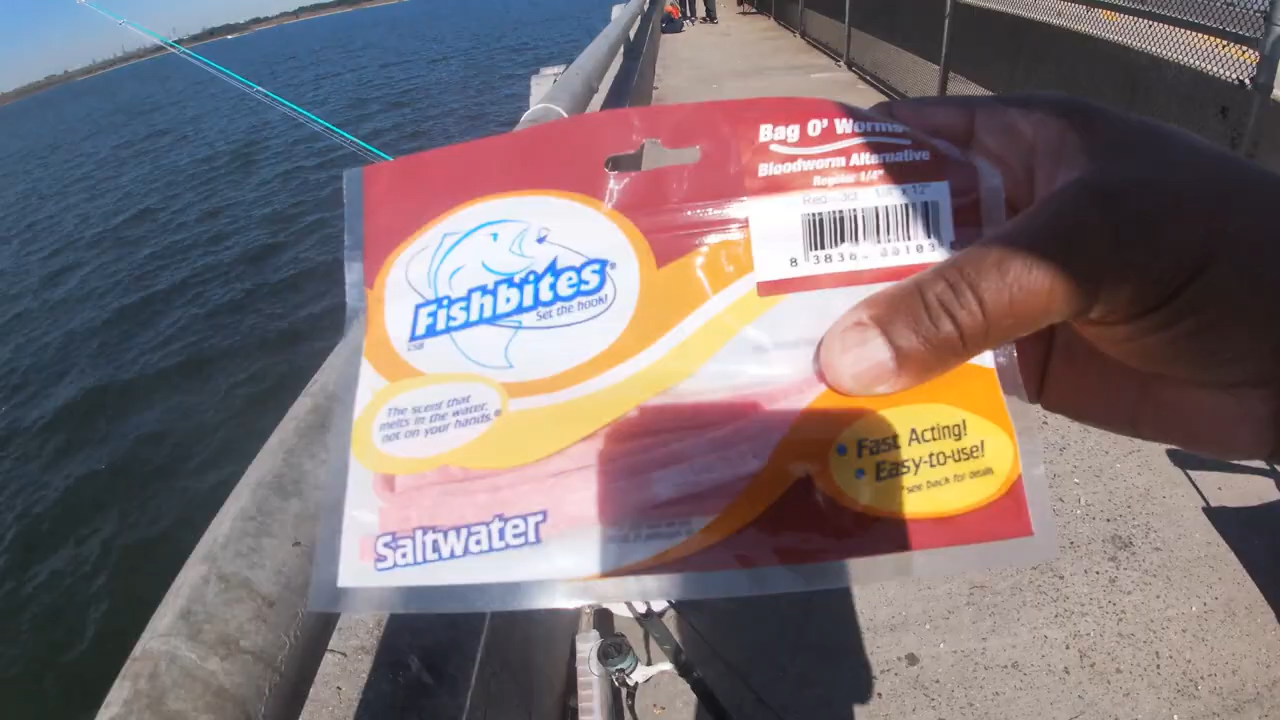 Bag O' Worms
Bloodworm Alternative
Regular 1/4"
Fishbites®
Set the hook!
The scent that
melts in the water,
not on your hands.®
Fast Acting!
Easy-to-use!
*see back for details
Saltwater